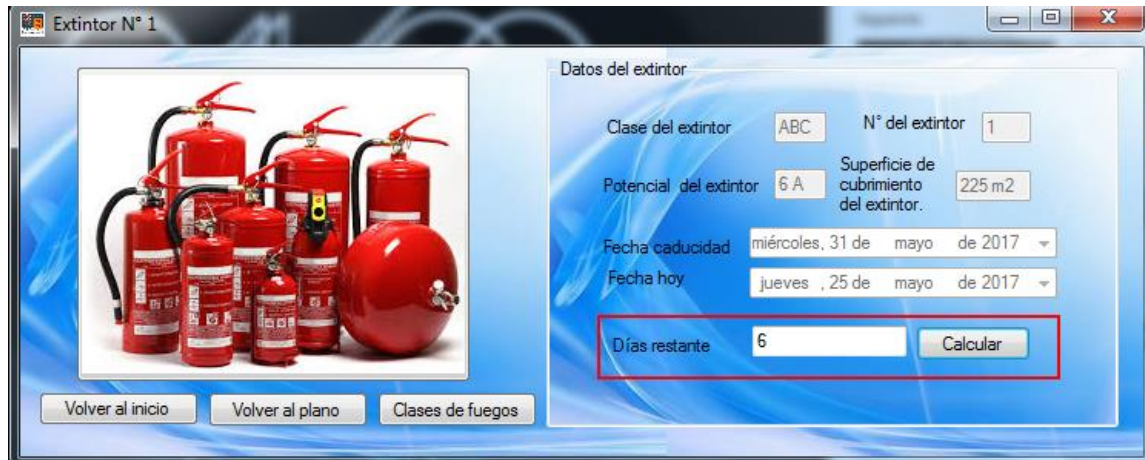 Extintor N° 1
Datos del extintor
Clase del extintor ABC N° del extintor 1
Potencial del extintor 6 A Superficie de
cubrimiento
del extintor. 225 m2
Fecha caducidad miércoles, 31 de mayo de 2017
Fecha hoy jueves , 25 de mayo de 2017
Días restante 6 Calcular
Volver al inicio Volver al plano Clases de fuegos